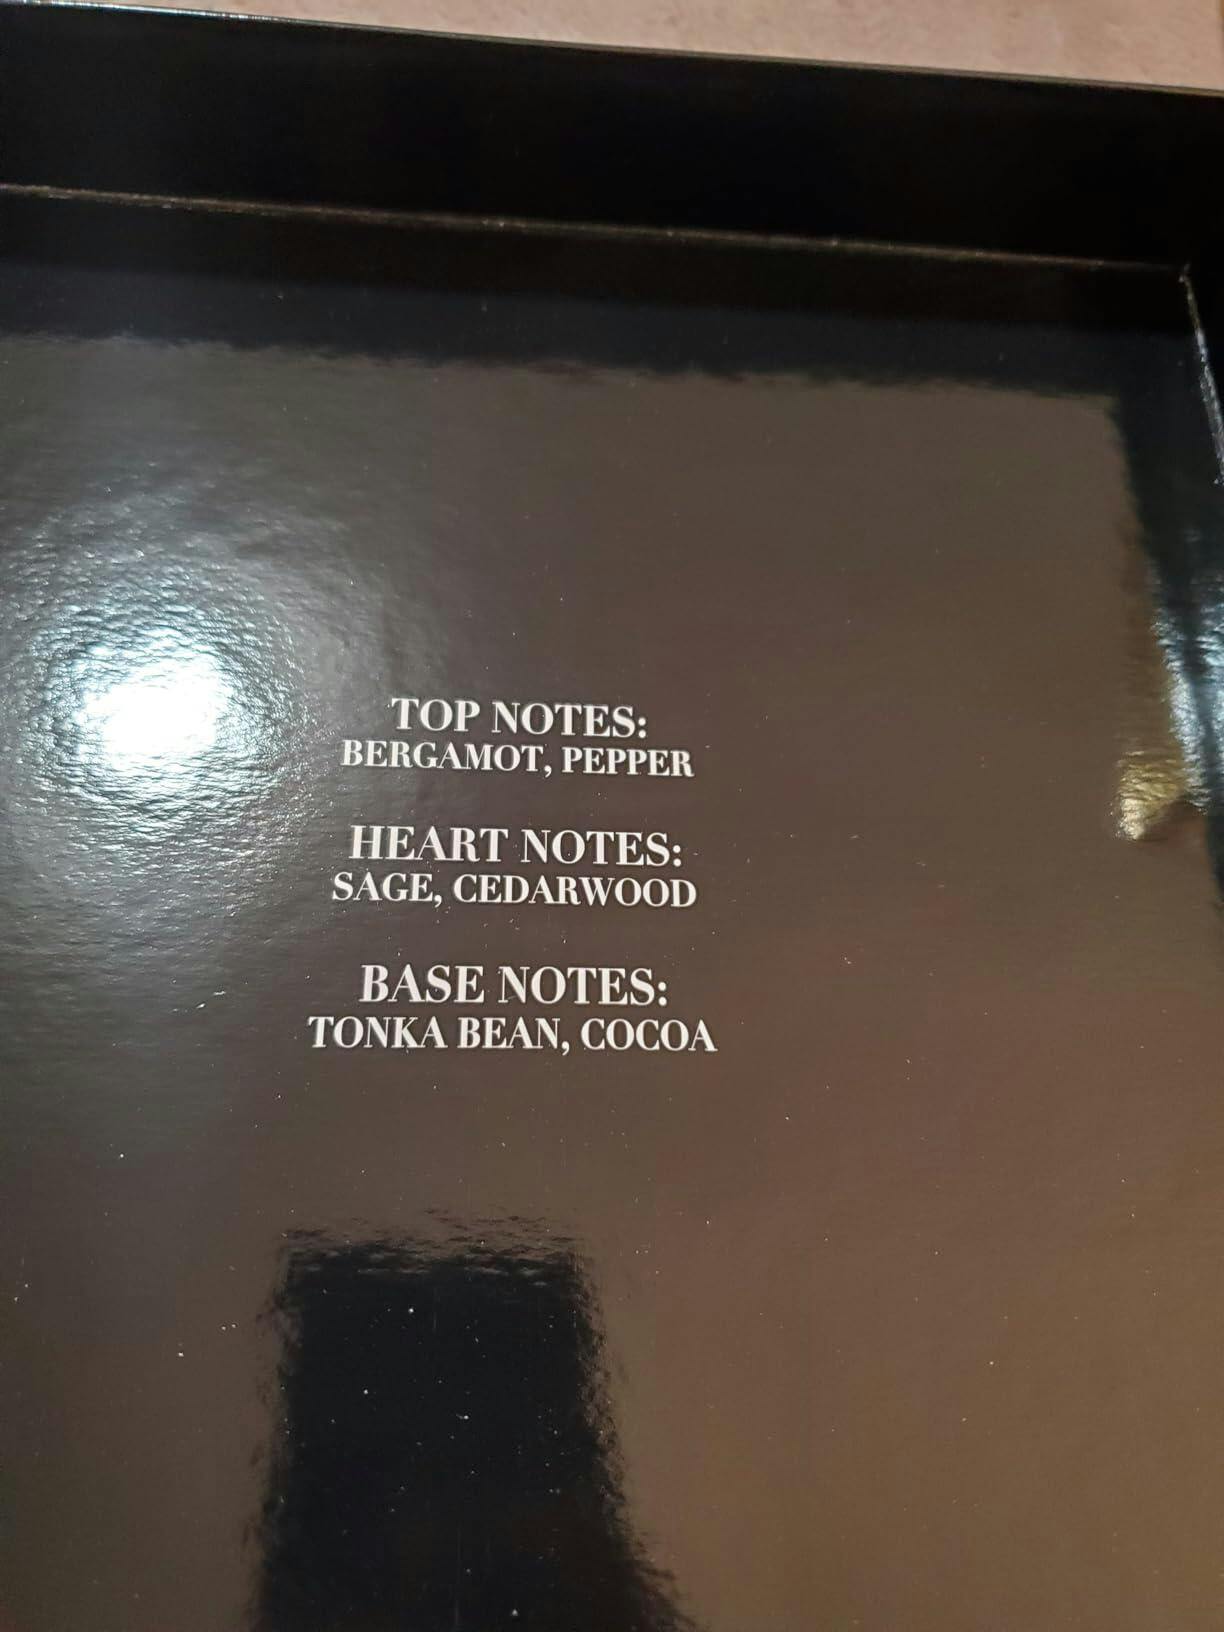 TOP NOTES:
BERGAMOT, PEPPER
HEART NOTES:
SAGE, CEDARWOOD
BASE NOTES:
TONKA BEAN, COCOA